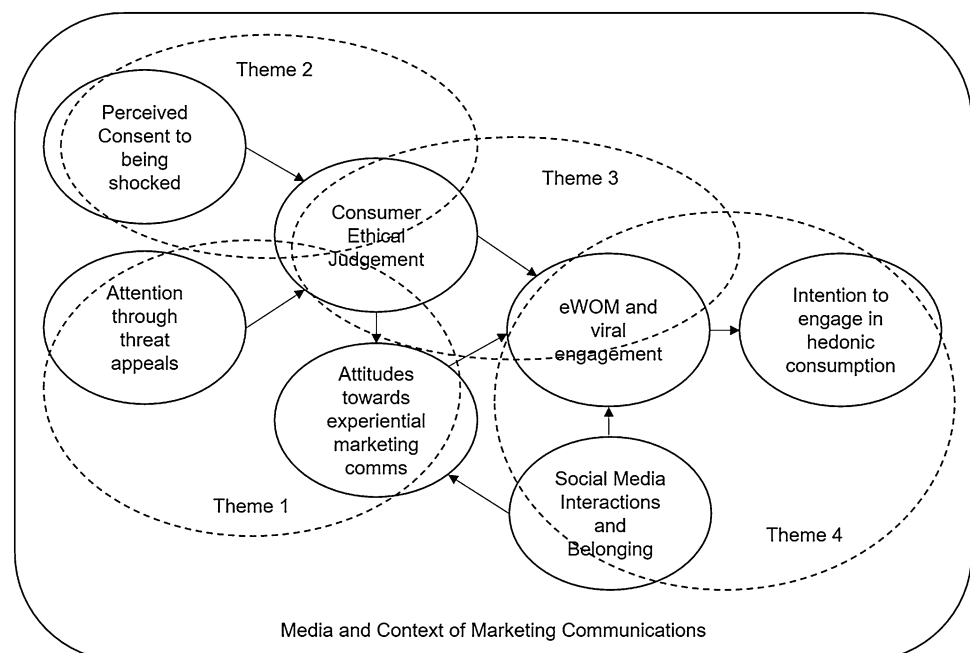 Theme 2
Perceived
Consent to
being
shocked
Theme 3
Consumer
Ethical
Judgement
Attention
through
threat
appeals
eWOM and
viral
engagement
Intention to
engage in
hedonic
consumption
Attitudes
towards
experiential
marketing
comms
Theme 1
Social Media
Interactions
and
Belonging
Theme 4
Media and Context of Marketing Communications